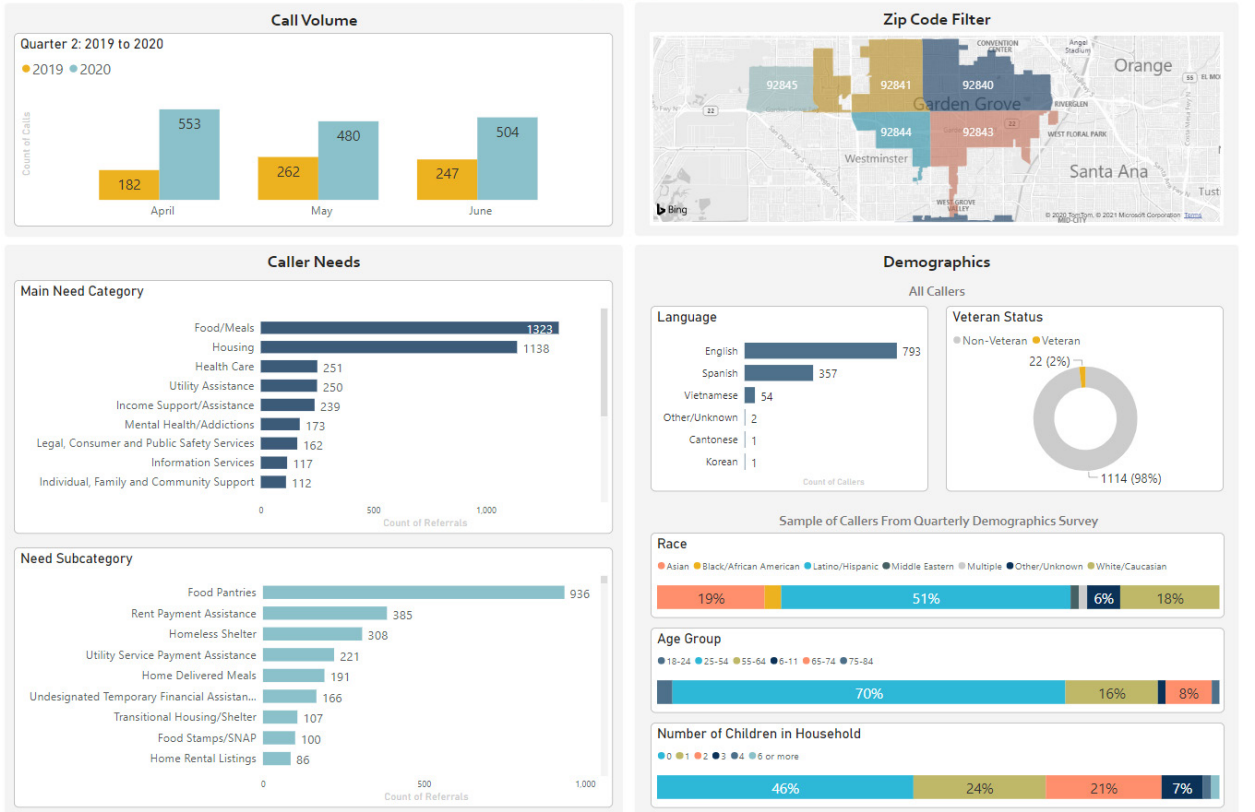 Call Volume
Quarter 2: 2019 to 2020
2019 2020
Count of Calls
553
480
504
182
262
247
April May June
Zip Code Filter
CONVENTION
CENTER
Angel
Stadium
Orange
55
92845
92841
92840
Garden Grove
RIVERGLEN
22
22
92844
92843
WEST FLORAL PARK
Westminster
San Diego Fwy S
San Diego Fwy
Santa Ana
Tust
WEST GROVE
VALLEY
MID-CITY
Bing
© 2020 TomTom, © 2021 Microsoft Corporation Terms
Caller Needs
Main Need Category
Food/Meals 1323
Housing 1138
Health Care 251
Utility Assistance 250
Income Support/Assistance 239
Mental Health/Addictions 173
Legal, Consumer and Public Safety Services 162
Information Services 117
Individual, Family and Community Support 112
0 500 1,000
Count of Referrals
Need Subcategory
Food Pantries 936
Rent Payment Assistance 385
Homeless Shelter 308
Utility Service Payment Assistance 221
Home Delivered Meals 191
Undesignated Temporary Financial Assistan... 166
Transitional Housing/Shelter 107
Food Stamps/SNAP 100
Home Rental Listings 86
0 500 1,000
Count of Referrals
Demographics
All Callers
Language
English 793
Spanish 357
Vietnamese 54
Other/Unknown 2
Cantonese 1
Korean 1
Count of Callers
Veteran Status
Non-Veteran Veteran
22 (2%)
1114 (98%)
Sample of Callers From Quarterly Demographics Survey
Race
Asian Black/African American Latino/Hispanic Middle Eastern Multiple Other/Unknown White/Caucasian
19% 51% 6% 18%
Age Group
18-24 25-54 55-64 6-11 65-74 75-84
70% 16% 8%
Number of Children in Household
0 1 2 3 4 6 or more
46% 24% 21% 7%